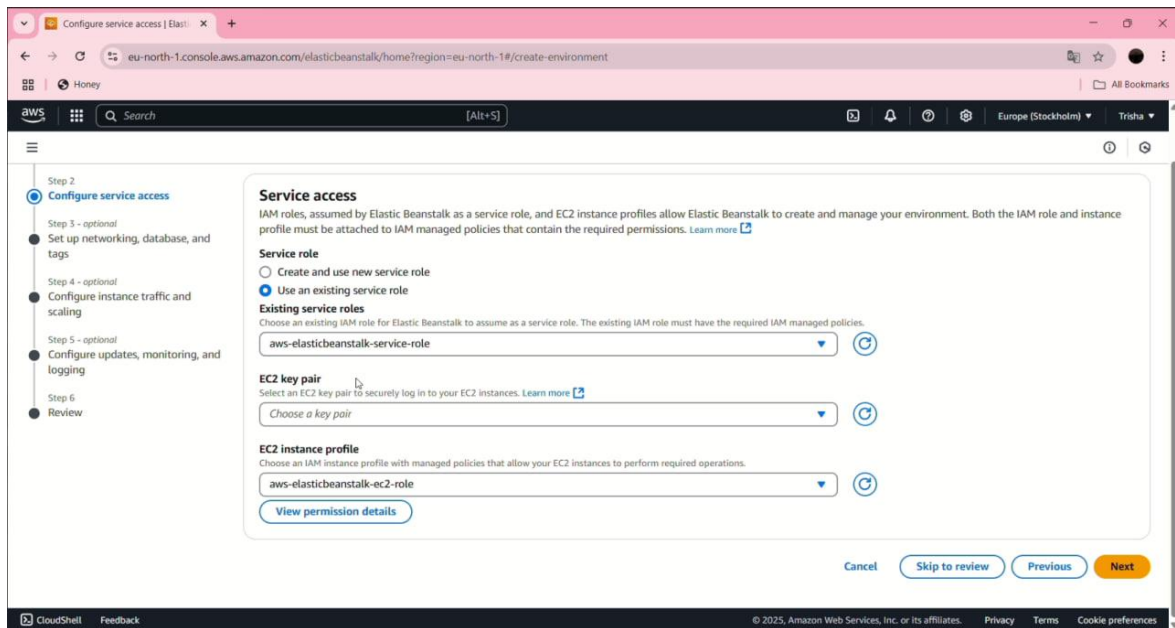 Configure service access | Elasti
eu-north-1.console.aws.amazon.com/elasticbeanstalk/home?region=eu-north-1#/create-environment
Honey
All Bookmarks
aws
Search
[Alt+S]
Europe (Stockholm)
Trisha
Step 2
Configure service access
Step 3 - optional
Set up networking, database, and
tags
Step 4 - optional
Configure instance traffic and
scaling
Step 5 - optional
Configure updates, monitoring, and
logging
Step 6
Review
Service access
IAM roles, assumed by Elastic Beanstalk as a service role, and EC2 instance profiles allow Elastic Beanstalk to create and manage your environment. Both the IAM role and instance
profile must be attached to IAM managed policies that contain the required permissions. Learn more
Service role
Create and use new service role
Use an existing service role
Existing service roles
Choose an existing IAM role for Elastic Beanstalk to assume as a service role. The existing IAM role must have the required IAM managed policies.
aws-elasticbeanstalk-service-role
EC2 key pair
Select an EC2 key pair to securely log in to your EC2 instances. Learn more
Choose a key pair
EC2 instance profile
Choose an IAM instance profile with managed policies that allow your EC2 instances to perform required operations.
aws-elasticbeanstalk-ec2-role
View permission details
Cancel
Skip to review
Previous
Next
CloudShell
Feedback
© 2025, Amazon Web Services, Inc. or its affiliates.
Privacy
Terms
Cookie preferences